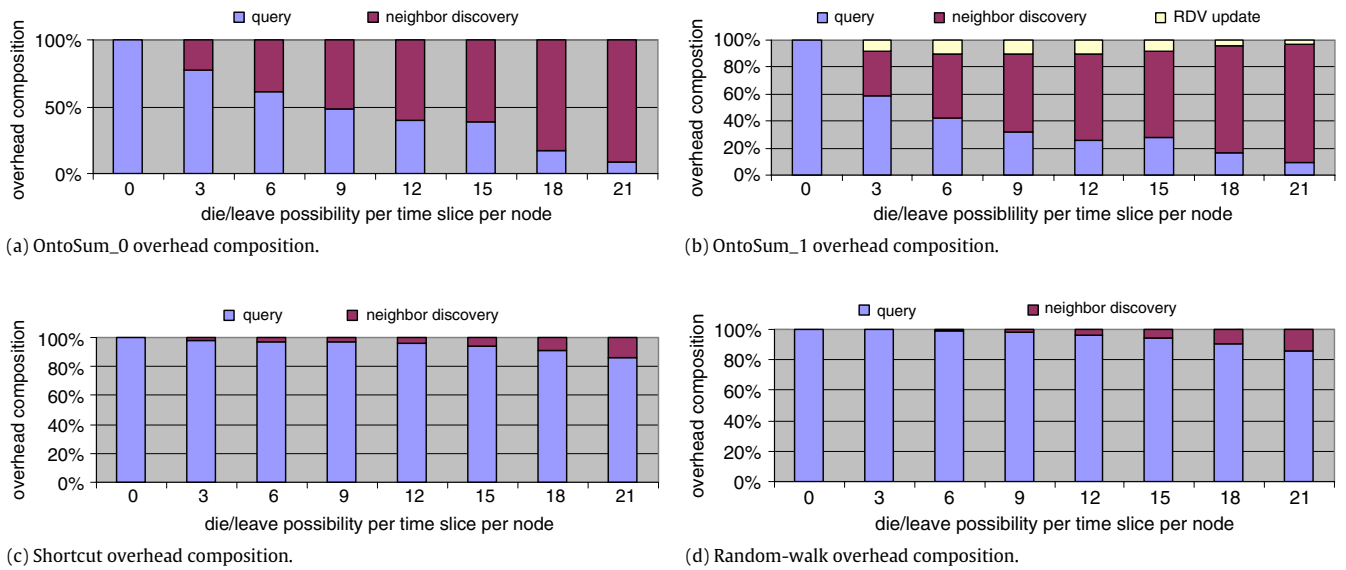 query neighbor discovery
overhead composition
100%
50%
0%
0 3 6 9 12 15 18 21
die/leave possibility per time slice per node
(a) OntoSum_0 overhead composition.
query neighbor discovery RDV update
overhead compostion
100%
80%
60%
40%
20%
0%
0 3 6 9 12 15 18 21
die/leave possiblility per time slice per node
(b) OntoSum_1 overhead composition.
query neighbor discovery
overhead composition
100%
80%
60%
40%
20%
0%
0 3 6 9 12 15 18 21
die/leave possibility per time slice per node
(c) Shortcut overhead composition.
query neighbor discovery
overhead composition
100%
80%
60%
40%
20%
0%
0 3 6 9 12 15 18 21
die/leave possibility per time slice per node
(d) Random-walk overhead composition.